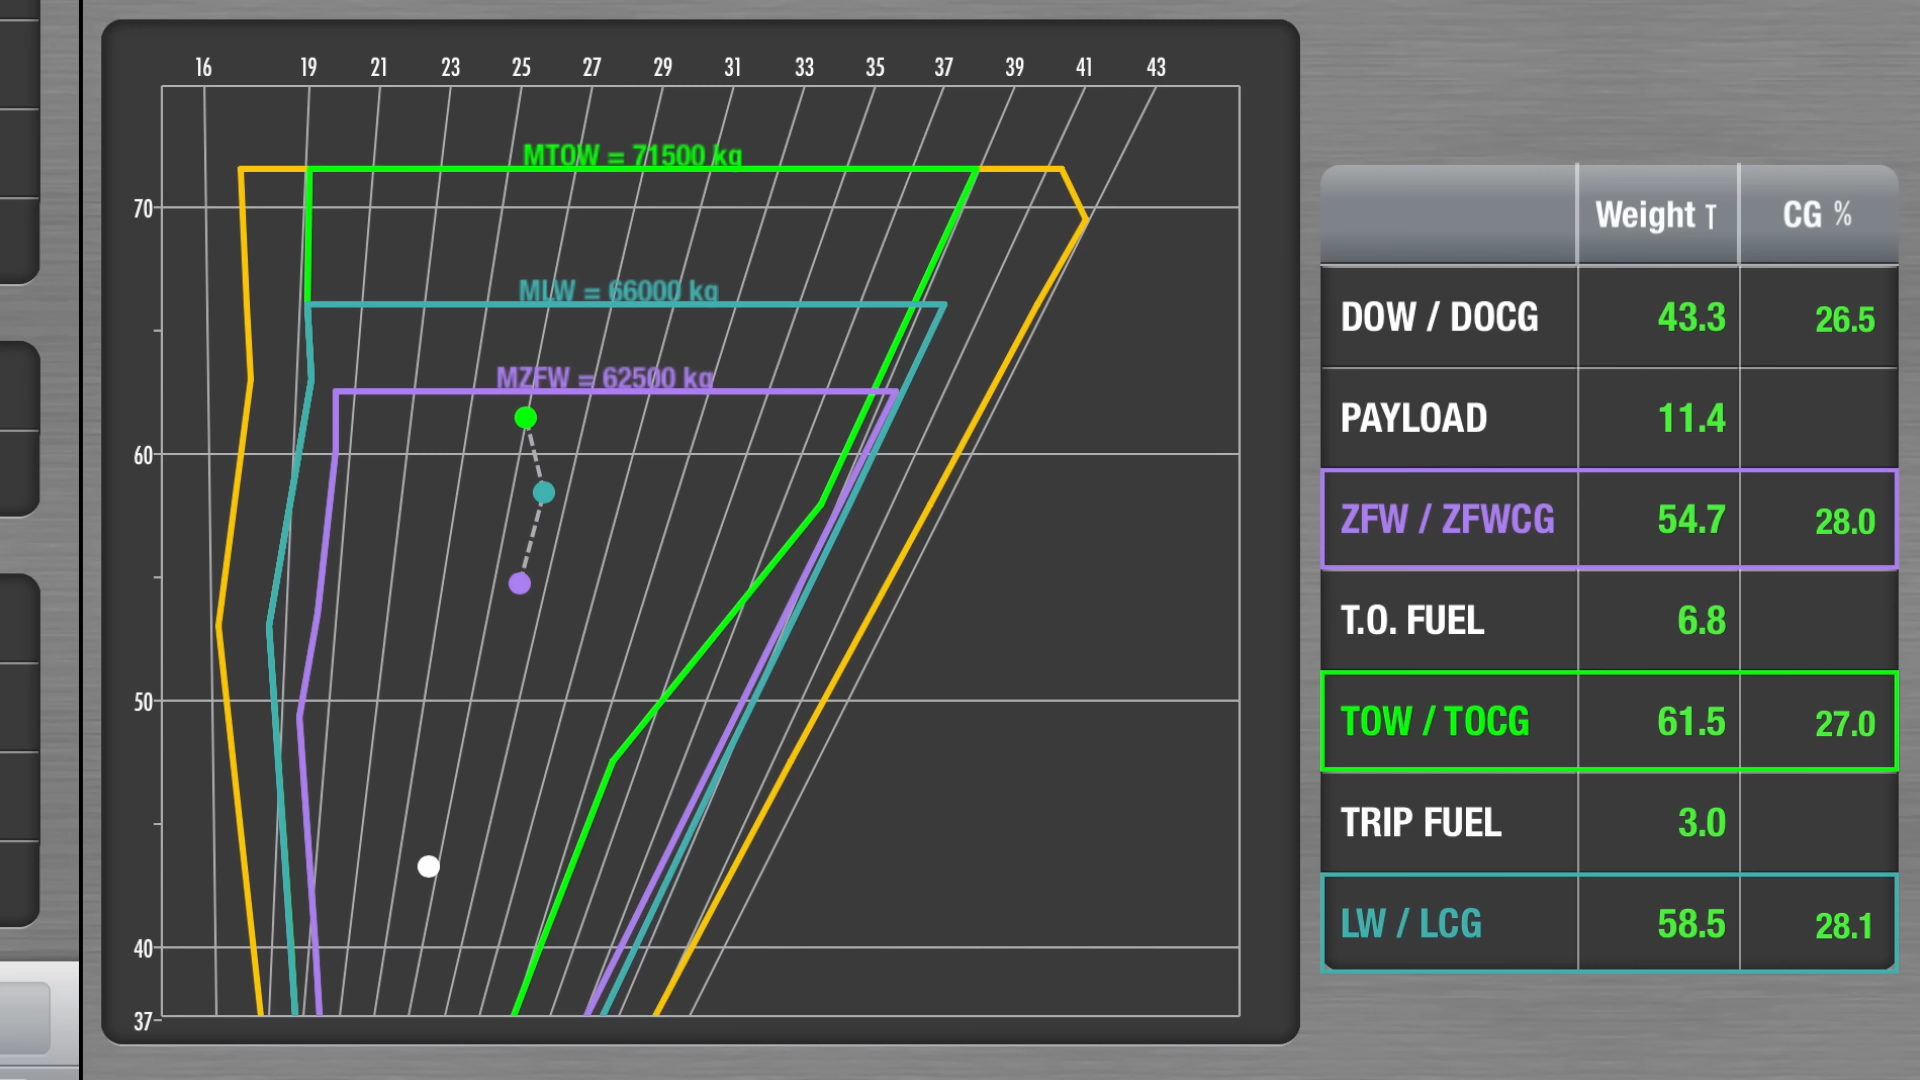 16 19 21 23 25 27 29 31 33 35 37 39 41 43
MTOW = 71500 kg
70
MLW = 66000 kg
MZFW = 62500 kg
60
50
40
37
Weight T CG %
DOW / DOCG 43.3 26.5
PAYLOAD 11.4
ZFW / ZFWCG 54.7 28.0
T.O. FUEL 6.8
TOW / TOCG 61.5 27.0
TRIP FUEL 3.0
LW / LCG 58.5 28.1